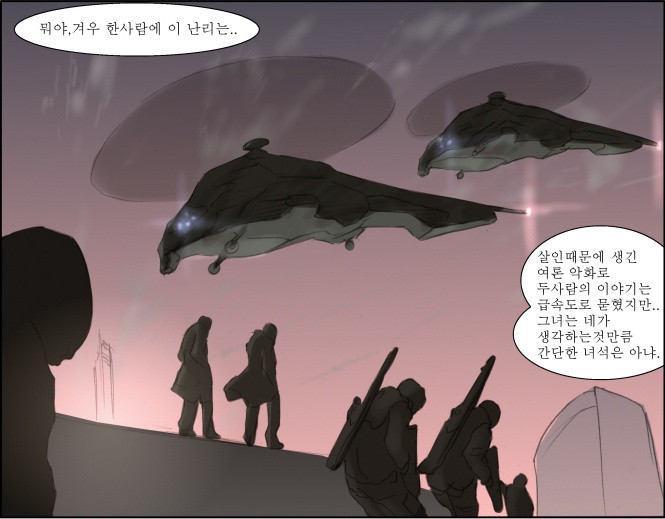 뭐야,겨우 한사람에 이 난리는..
살인때문에 생긴
여론 악화로
두사람의 이야기는
급속도로 묻혔지만..
그녀는 네가
생각하는것만큼
간단한 녀석은 아냐.